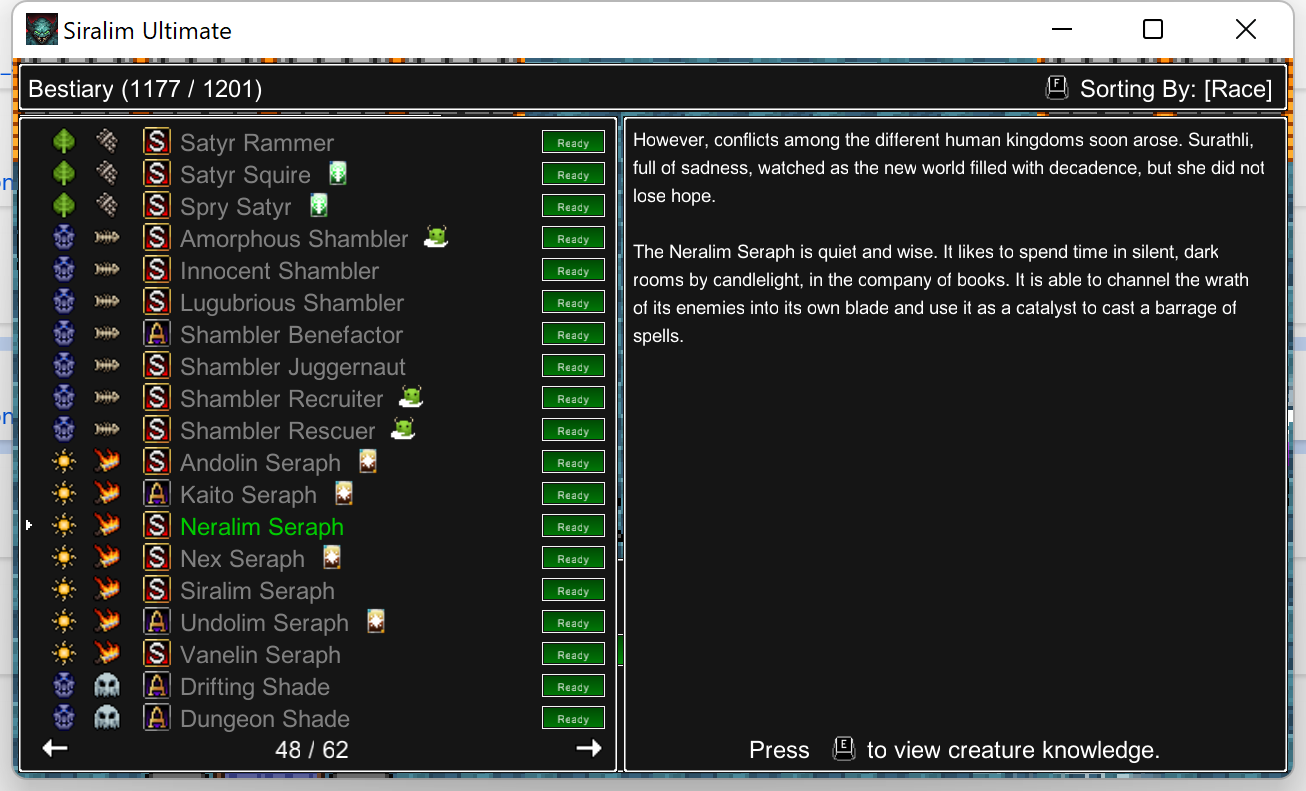 Siralim Ultimate
Bestiary (1177 / 1201)
F Sorting By: [Race]
S Satyr Rammer Ready
S Satyr Squire Ready
S Spry Satyr Ready
S Amorphous Shambler Ready
S Innocent Shambler Ready
S Lugubrious Shambler Ready
A Shambler Benefactor Ready
S Shambler Juggernaut Ready
S Shambler Recruiter Ready
S Shambler Rescuer Ready
S Andolin Seraph Ready
A Kaito Seraph Ready
S Neralim Seraph Ready
S Nex Seraph Ready
S Siralim Seraph Ready
A Undolim Seraph Ready
S Vanelin Seraph Ready
A Drifting Shade Ready
A Dungeon Shade Ready
48 / 62
However, conflicts among the different human kingdoms soon arose. Surathli,
full of sadness, watched as the new world filled with decadence, but she did not
lose hope.
The Neralim Seraph is quiet and wise. It likes to spend time in silent, dark
rooms by candlelight, in the company of books. It is able to channel the wrath
of its enemies into its own blade and use it as a catalyst to cast a barrage of
spells.
Press E to view creature knowledge.